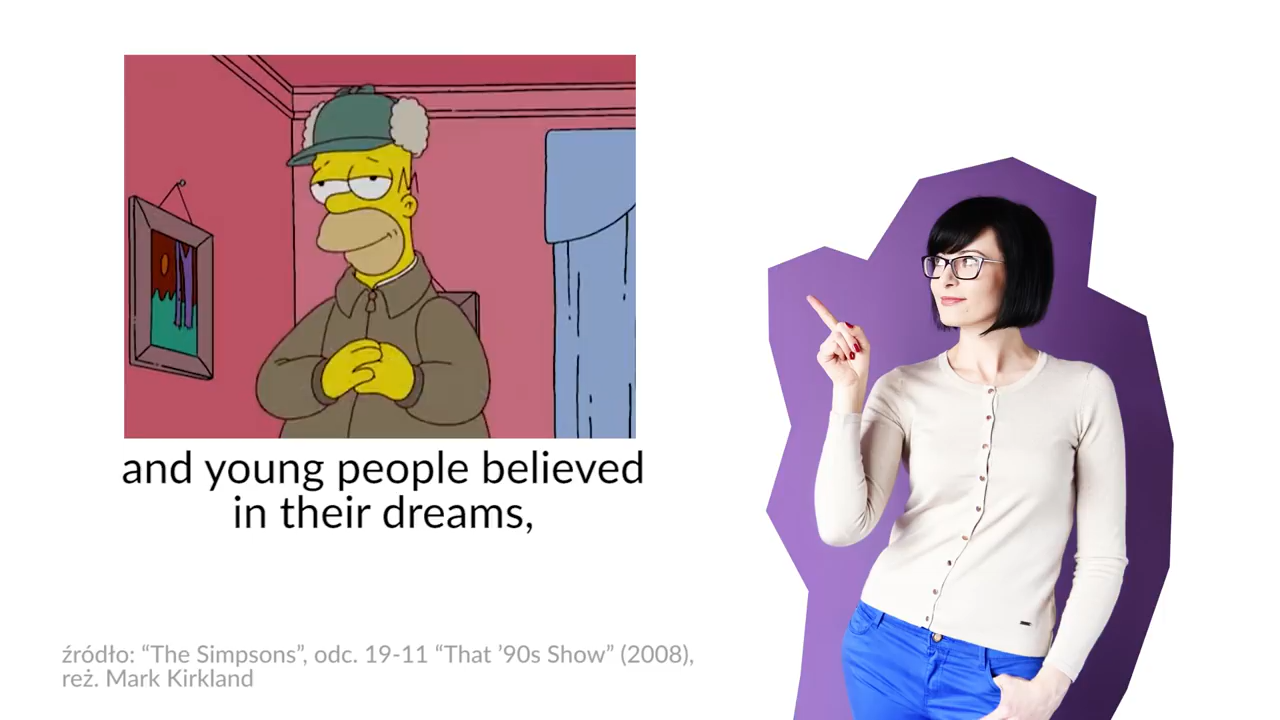 and young people believed
in their dreams,
źródło: “The Simpsons”, odc. 19-11 “That ’90s Show” (2008),
reż. Mark Kirkland